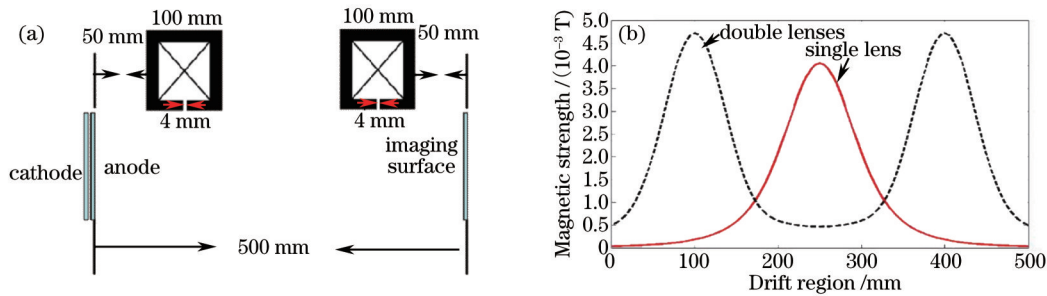 (a)
100 mm
50 mm
4 mm
100 mm
50 mm
4 mm
cathode
anode
imaging
surface
500 mm
(b)
Magnetic strength / (10⁻³ T)
5.0
4.5
4.0
3.5
3.0
2.5
2.0
1.5
1.0
0.5
0
double lenses
single lens
0
100
200
300
400
500
Drift region /mm